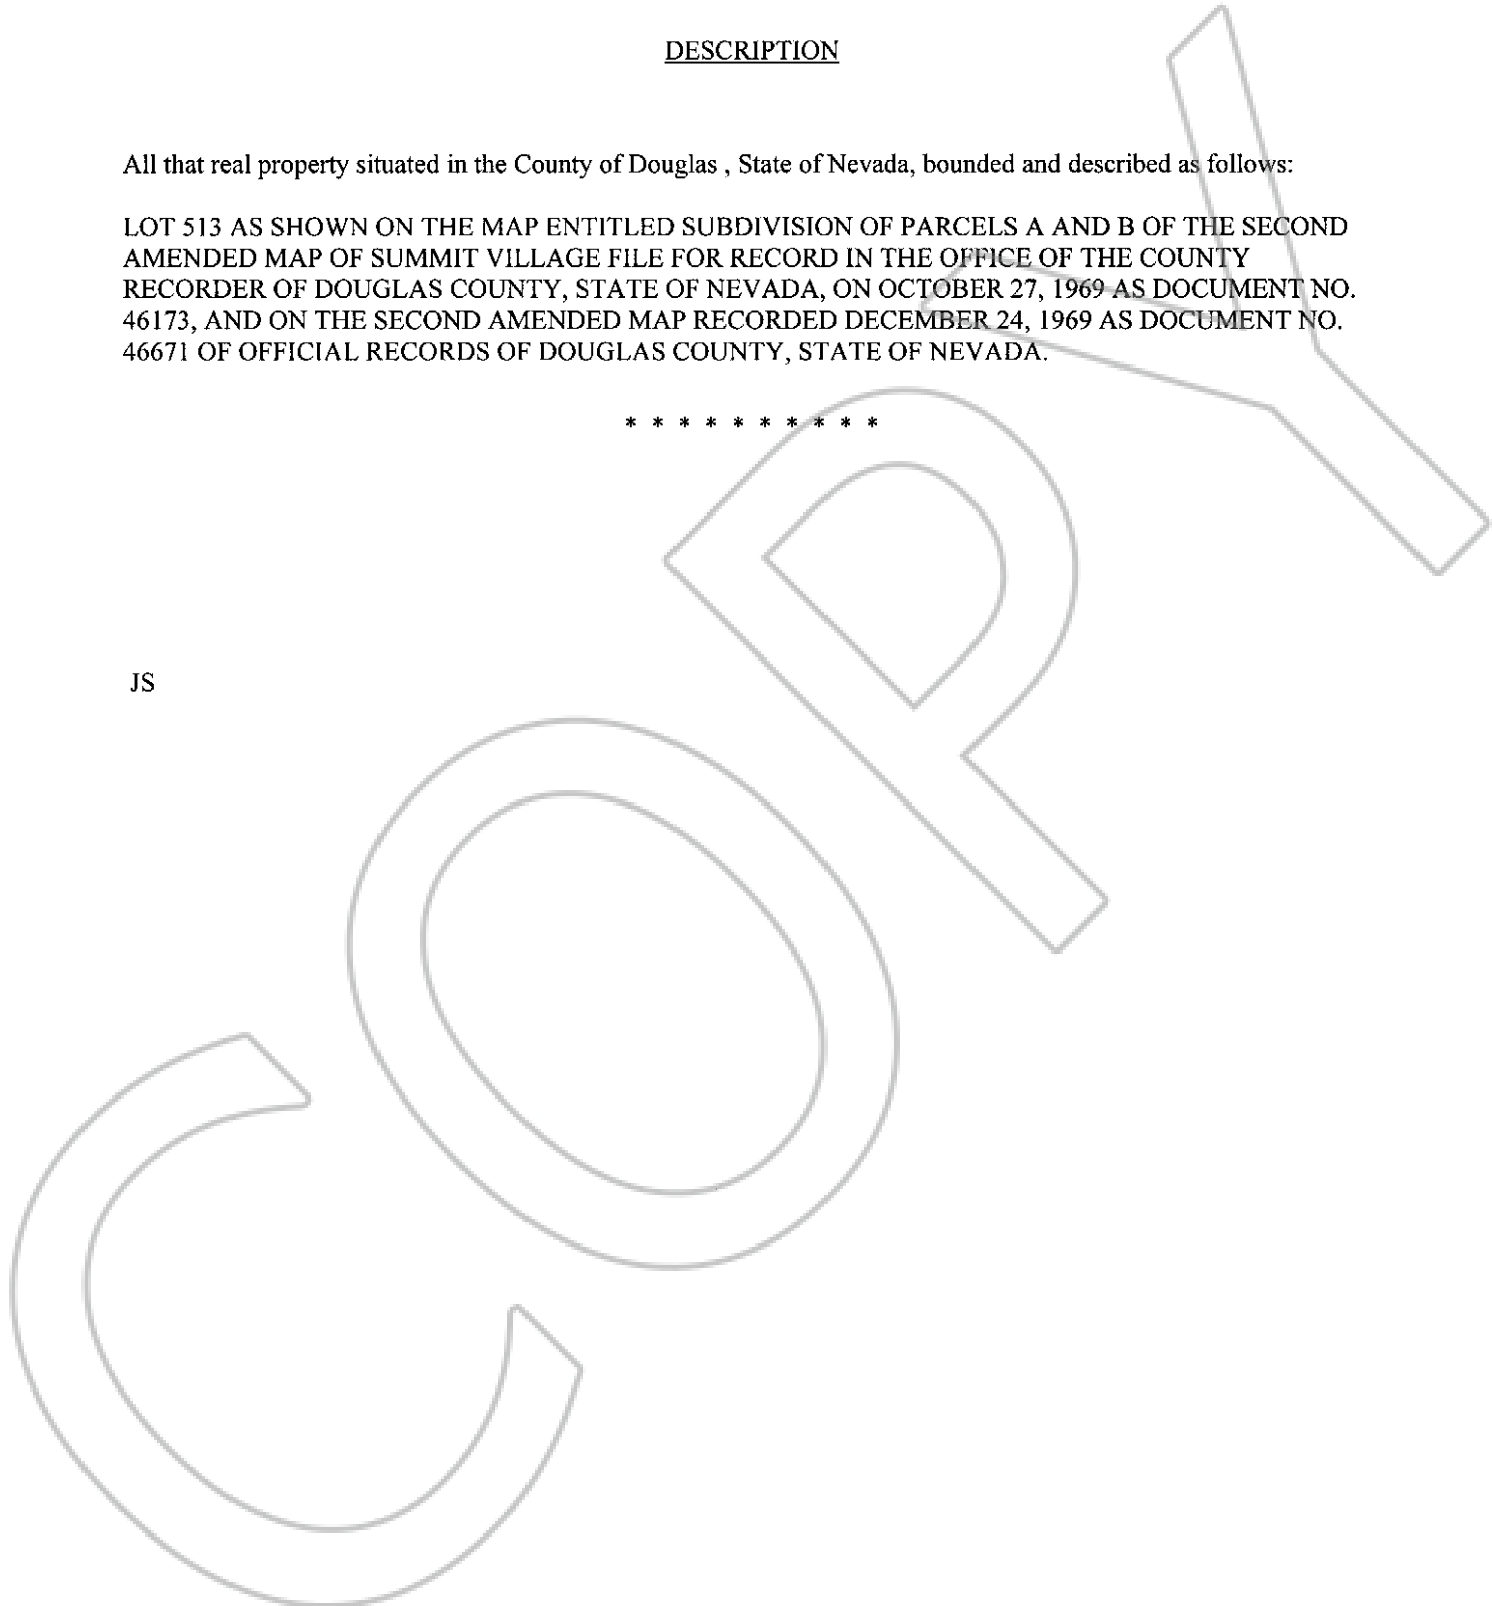 DESCRIPTION
All that real property situated in the County of Douglas , State of Nevada, bounded and described as follows:
LOT 513 AS SHOWN ON THE MAP ENTITLED SUBDIVISION OF PARCELS A AND B OF THE SECOND
AMENDED MAP OF SUMMIT VILLAGE FILE FOR RECORD IN THE OFFICE OF THE COUNTY
RECORDER OF DOUGLAS COUNTY, STATE OF NEVADA, ON OCTOBER 27, 1969 AS DOCUMENT NO.
46173, AND ON THE SECOND AMENDED MAP RECORDED DECEMBER 24, 1969 AS DOCUMENT NO.
46671 OF OFFICIAL RECORDS OF DOUGLAS COUNTY, STATE OF NEVADA.
* * * * * * * * * *
JS
COPY